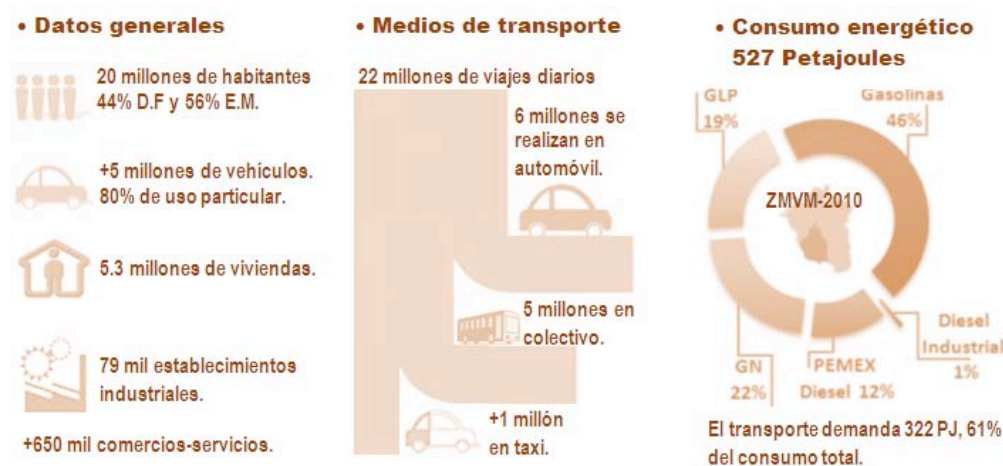 • Datos generales
20 millones de habitantes
44% D.F y 56% E.M.
+5 millones de vehículos.
80% de uso particular.
5.3 millones de viviendas.
79 mil establecimientos
industriales.
+650 mil comercios-servicios.
• Medios de transporte
22 millones de viajes diarios
6 millones se
realizan en
automóvil.
5 millones en
colectivo.
+1 millón
en taxi.
• Consumo energético
527 Petajoules
GLP
19%
Gasolinas
46%
ZMVM-2010
Diesel
Industrial
1%
GN
22%
PEMEX
Diesel 12%
El transporte demanda 322 PJ, 61%
del consumo total.